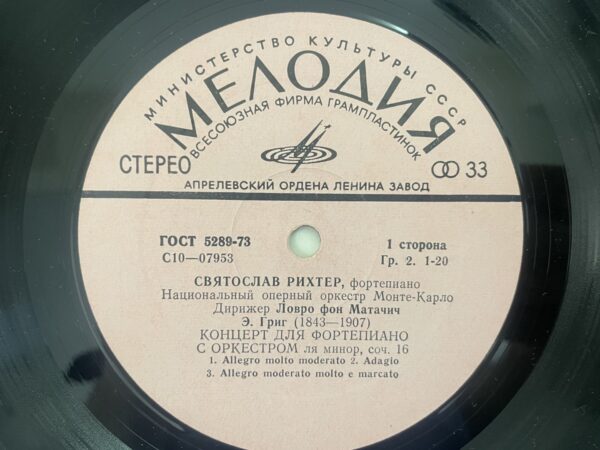 МИНИСТЕРСТВО КУЛЬТУРЫ СССР
МЕЛОДИЯ
ВСЕСОЮЗНАЯ ФИРМА ГРАМПЛАСТИНОК
СТЕРЕО 33
АПРЕЛЕВСКИЙ ОРДЕНА ЛЕНИНА ЗАВОД
ГОСТ 5289-73 1 сторона
С10—07953 Гр. 2. 1-20
СВЯТОСЛАВ РИХТЕР, фортепиано
Национальный оперный оркестр Монте-Карло
Дирижер Ловро фон Матачич
Э. Григ (1843—1907)
КОНЦЕРТ ДЛЯ ФОРТЕПИАНО
С ОРКЕСТРОМ ля минор, соч. 16
1. Allegro molto moderato 2. Adagio
3. Allegro moderato molto e marcato